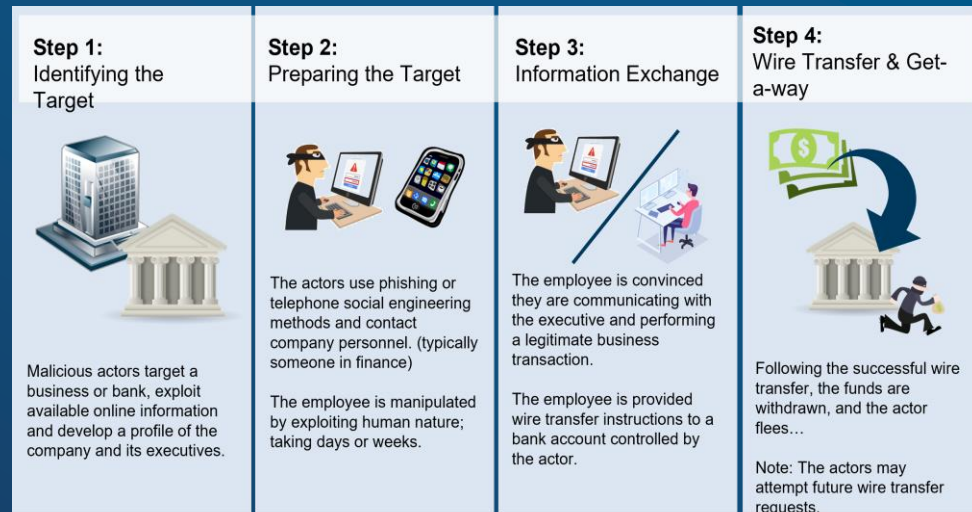 Step 1:
Identifying the
Target
Malicious actors target a
business or bank, exploit
available online information
and develop a profile of the
company and its executives.
Step 2:
Preparing the Target
The actors use phishing or
telephone social engineering
methods and contact
company personnel. (typically
someone in finance)
The employee is manipulated
by exploiting human nature;
taking days or weeks.
Step 3:
Information Exchange
The employee is convinced
they are communicating with
the executive and performing
a legitimate business
transaction.
The employee is provided
wire transfer instructions to a
bank account controlled by
the actor.
Step 4:
Wire Transfer & Get-
a-way
$
Following the successful wire
transfer, the funds are
withdrawn, and the actor
flees…
Note: The actors may
attempt future wire transfer
requests.